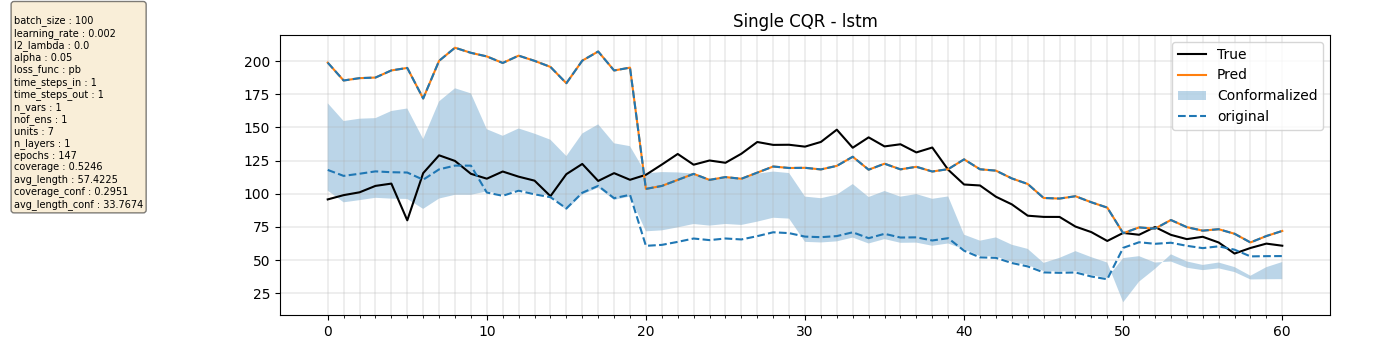 batch_size : 100
learning_rate : 0.002
l2_lambda : 0.0
alpha : 0.05
loss_func : pb
time_steps_in : 1
time_steps_out : 1
n_vars : 1
nof_ens : 1
units : 7
n_layers : 1
epochs : 147
coverage : 0.5246
avg_length : 57.4225
coverage_conf : 0.2951
avg_length_conf : 33.7674
Single CQR - lstm
True
Pred
Conformalized
original
200
175
150
125
100
75
50
25
0 10 20 30 40 50 60